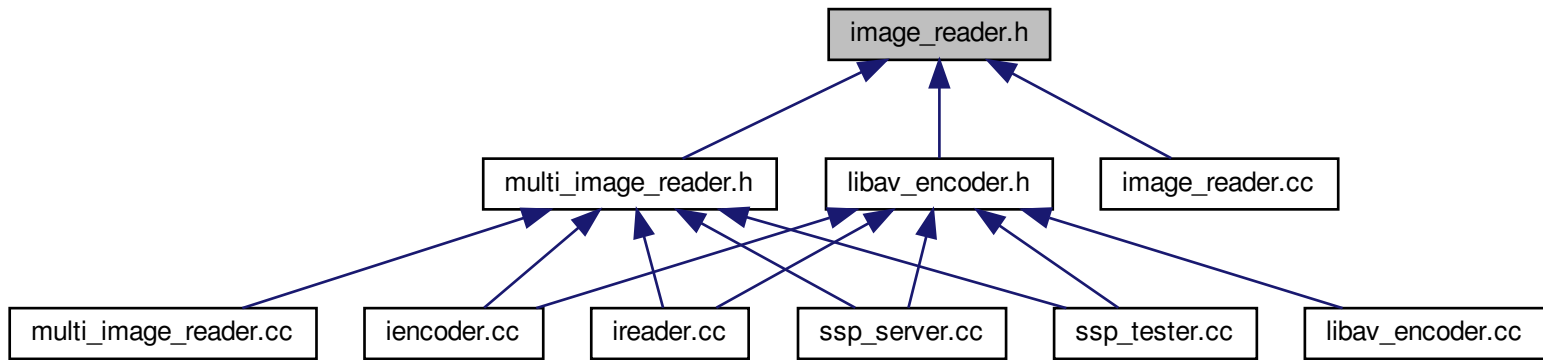 image_reader.h
multi_image_reader.h
libav_encoder.h
image_reader.cc
multi_image_reader.cc
iencoder.cc
ireader.cc
ssp_server.cc
ssp_tester.cc
libav_encoder.cc